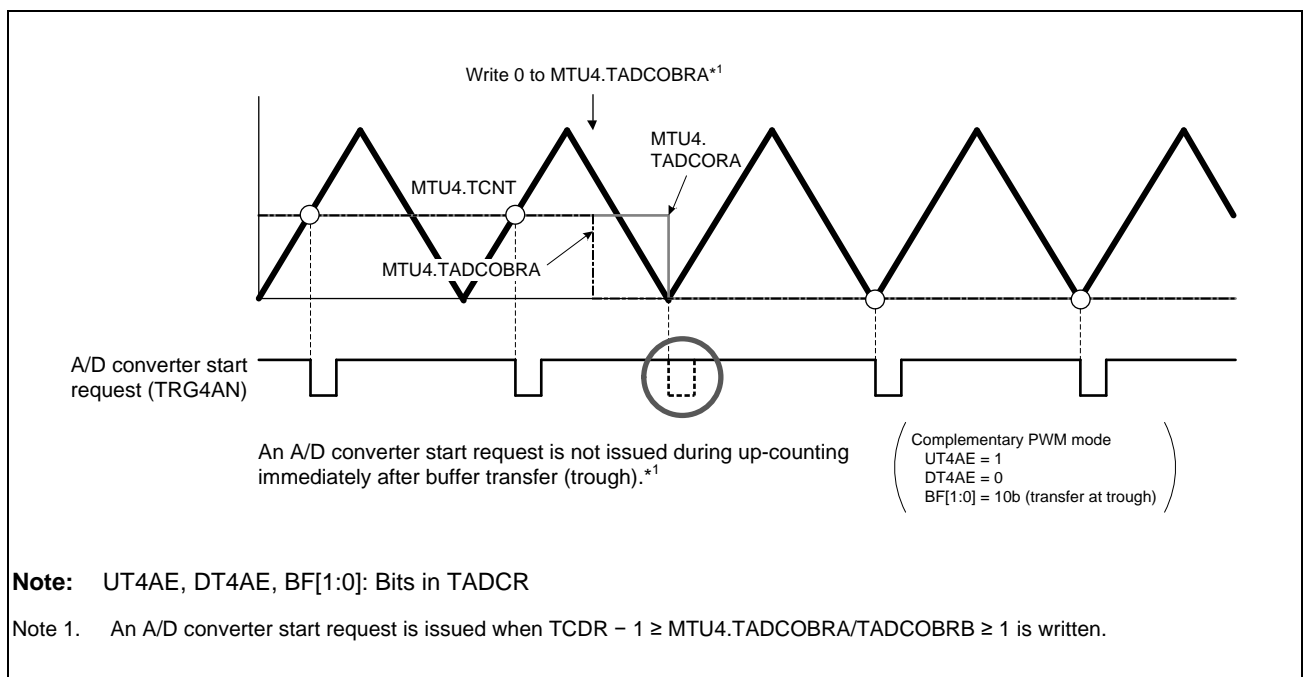 Write 0 to MTU4.TADCOBRA*1
MTU4.
TADCORA
MTU4.TCNT
MTU4.TADCOBRA
A/D converter start
request (TRG4AN)
An A/D converter start request is not issued during up-counting
immediately after buffer transfer (trough).*1
Complementary PWM mode
UT4AE = 1
DT4AE = 0
BF[1:0] = 10b (transfer at trough)
Note: UT4AE, DT4AE, BF[1:0]: Bits in TADCR
Note 1. An A/D converter start request is issued when TCDR − 1 ≥ MTU4.TADCOBRA/TADCOBRB ≥ 1 is written.